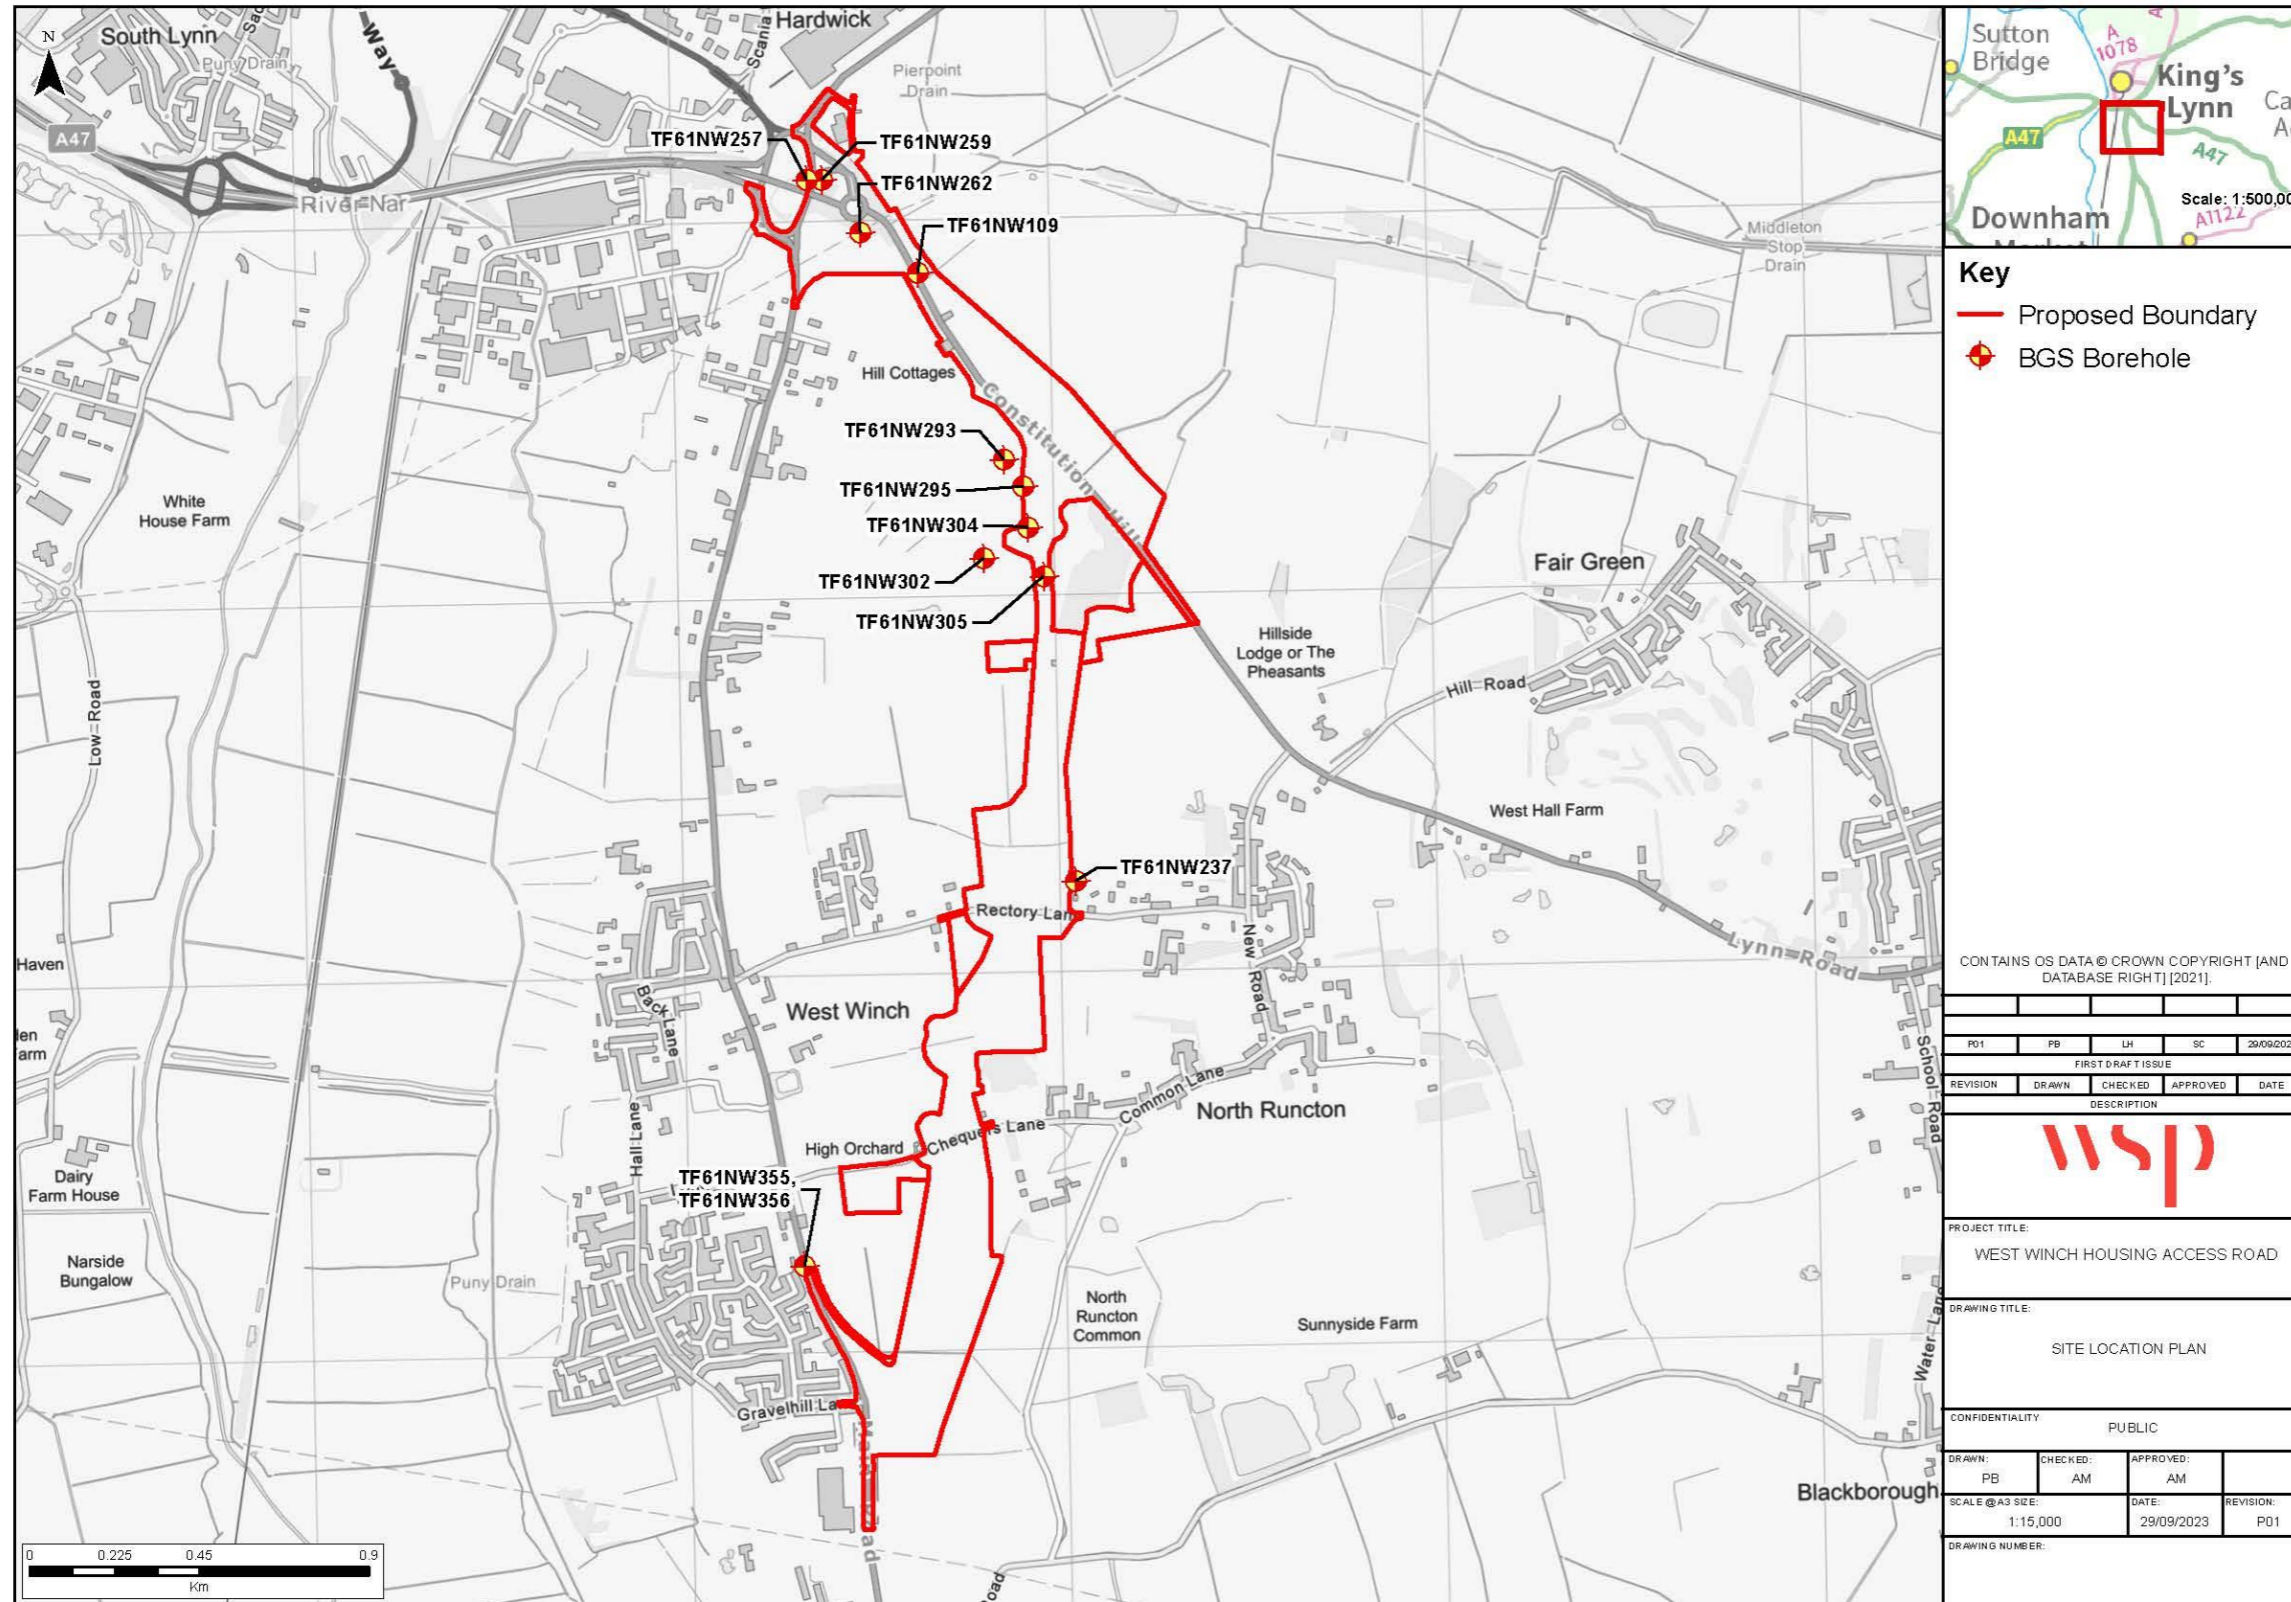 N
South Lynn
Way
Puny Drain
Hardwick
Pierpoint
Drain
A47
River Nar
TF61NW257
TF61NW259
TF61NW262
TF61NW109
Middleton
Stop
Drain
Hill Cottages
Constitution Hill
TF61NW293
TF61NW295
TF61NW304
TF61NW302
TF61NW305
White
House Farm
Fair Green
Hillside
Lodge or The
Pheasants
Hill Road
Low Road
West Hall Farm
TF61NW237
Rectory Lan
New Road
Lynn Road
Haven
West Winch
Back Lane
School Road
Common Lane
North Runcton
High Orchard
Chequers Lane
Hall Lane
Dairy
Farm House
TF61NW355,
TF61NW356
Narside
Bungalow
Puny Drain
North
Runcton
Common
Sunnyside Farm
Water Lane
Gravelhill La
Blackborough
oad
0 0.225 0.45 0.9
Km
Sutton
Bridge
A
1078
King's
Lynn
A47
A47
Downham
Scale: 1:500,00
A1122
Key
Proposed Boundary
BGS Borehole
CONTAINS OS DATA © CROWN COPYRIGHT [AND
DATABASE RIGHT] [2021].
P01 PB LH SC 29/09/202
FIRST DRAFT ISSUE
REVISION DRAWN CHECKED APPROVED DATE
DESCRIPTION
wsp
PROJECT TITLE:
WEST WINCH HOUSING ACCESS ROAD
DRAWING TITLE:
SITE LOCATION PLAN
CONFIDENTIALITY
PUBLIC
DRAWN: CHECKED: APPROVED:
PB AM AM
SCALE @A3 SIZE: DATE: REVISION:
1:15,000 29/09/2023 P01
DRAWING NUMBER: